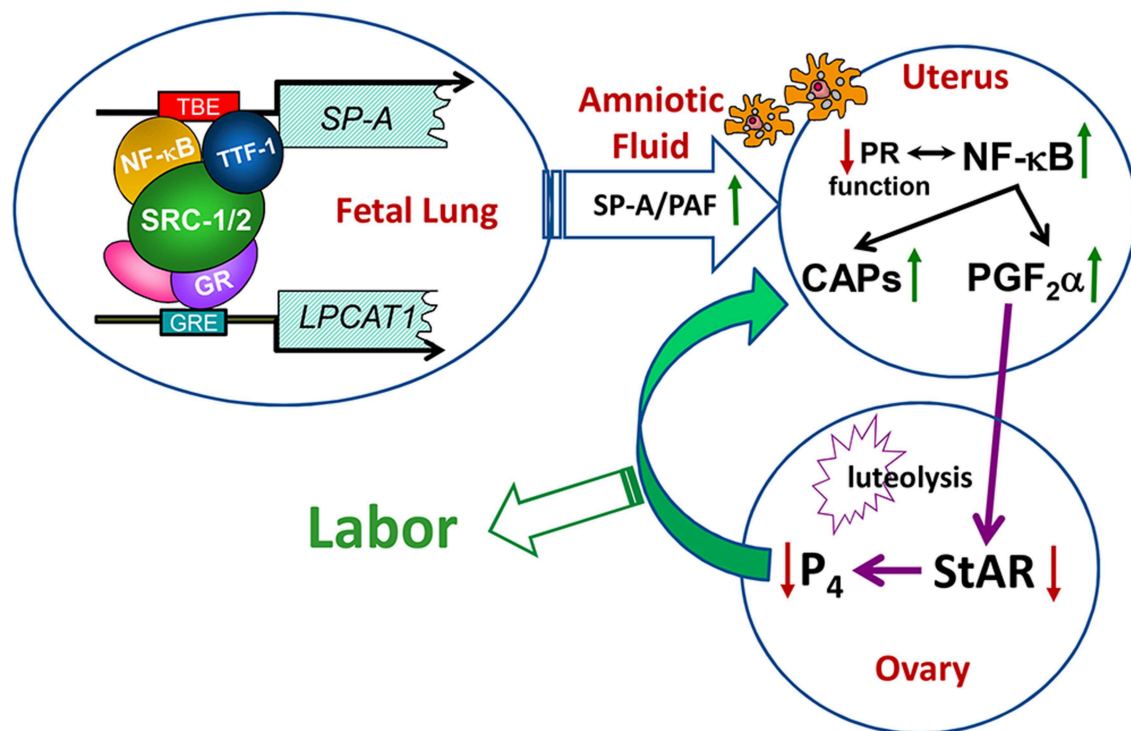 TBE
SP-A
NF-κB
TTF-1
SRC-1/2
GR
GRE
LPCAT1
Fetal Lung
Amniotic
Fluid
SP-A/PAF
Uterus
PR
function
NF-κB
CAPs
PGF₂α
luteolysis
P₄
StAR
Ovary
Labor